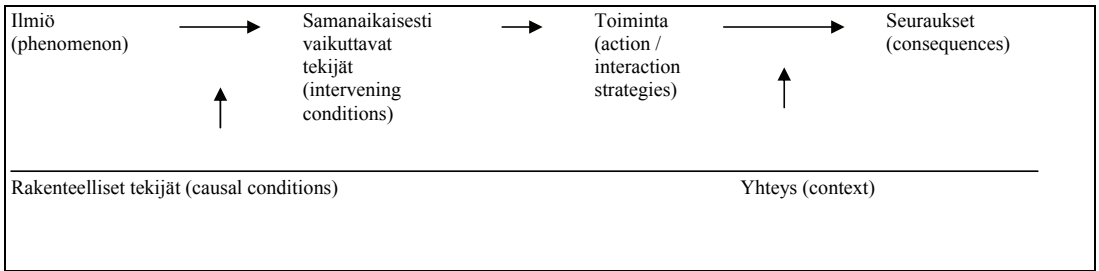 Ilmiö
(phenomenon)
Samanaikaisesti
vaikuttavat
tekijät
(intervening
conditions)
Toiminta
(action /
interaction
strategies)
Seuraukset
(consequences)
Rakenteelliset tekijät (causal conditions)
Yhteys (context)